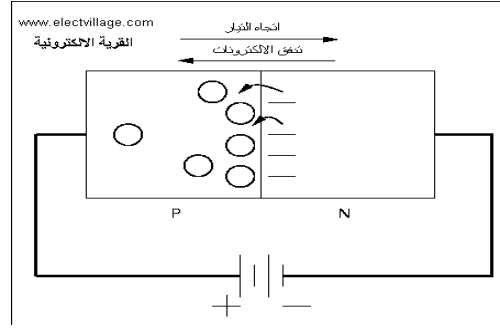 www.electvillage.com
القرية الالكترونية
اتجاه التيار
تدفق الالكترونات
P
N
+
−